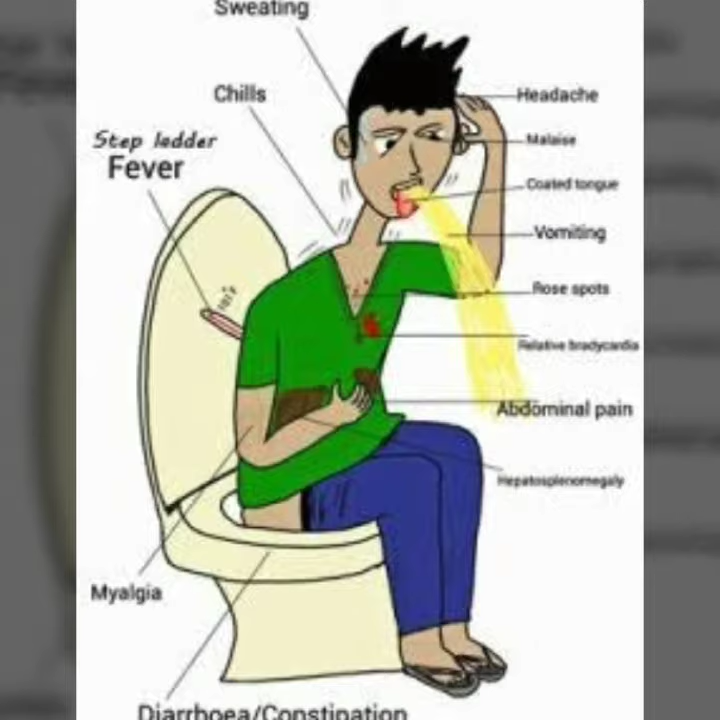 Sweating
Chills
Headache
Step ladder
Fever
Malaise
Coated tongue
Vomiting
Rose spots
Relative bradycardia
Abdominal pain
Hepatosplenomegaly
Myalgia
Diarrhoea/Constipation